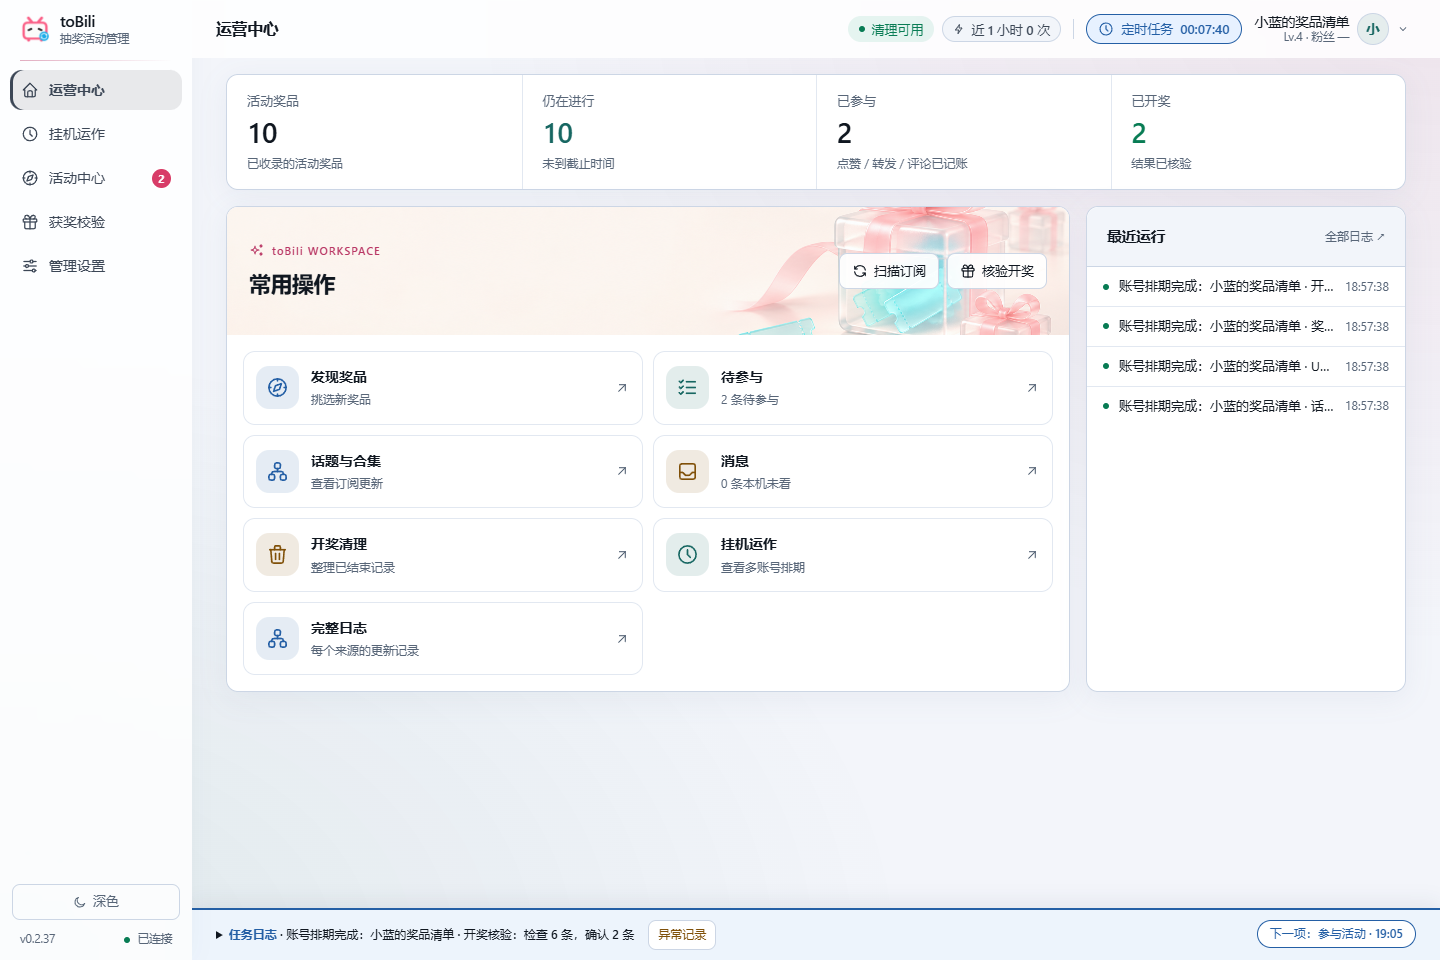 toBili
抽奖活动管理
运营中心
挂机运作
活动中心
2
获奖校验
管理设置
深色
v0.2.37
已连接
运营中心
清理可用
近 1 小时 0 次
定时任务 00:07:40
小蓝的奖品清单
Lv.4 · 粉丝 —
小
活动奖品
10
已收录的活动奖品
仍在进行
10
未到截止时间
已参与
2
点赞 / 转发 / 评论已记账
已开奖
2
结果已核验
toBili WORKSPACE
常用操作
扫描订阅
核验开奖
发现奖品
挑选新奖品
待参与
2 条待参与
话题与合集
查看订阅更新
消息
0 条本机未看
开奖清理
整理已结束记录
挂机运作
查看多账号排期
完整日志
每个来源的更新记录
最近运行
全部日志 ↗
账号排期完成：小蓝的奖品清单 · 开... 18:57:38
账号排期完成：小蓝的奖品清单 · 奖... 18:57:38
账号排期完成：小蓝的奖品清单 · U... 18:57:38
账号排期完成：小蓝的奖品清单 · 话... 18:57:38
任务日志 · 账号排期完成：小蓝的奖品清单 · 开奖核验：检查 6 条，确认 2 条
异常记录
下一项：参与活动 · 19:05